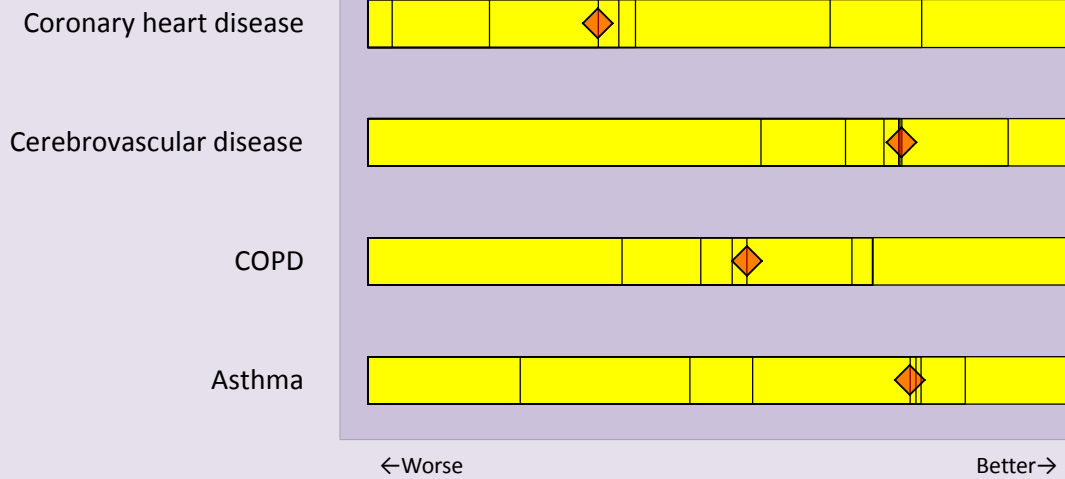 Coronary heart disease
Cerebrovascular disease
COPD
Asthma
←Worse Better→